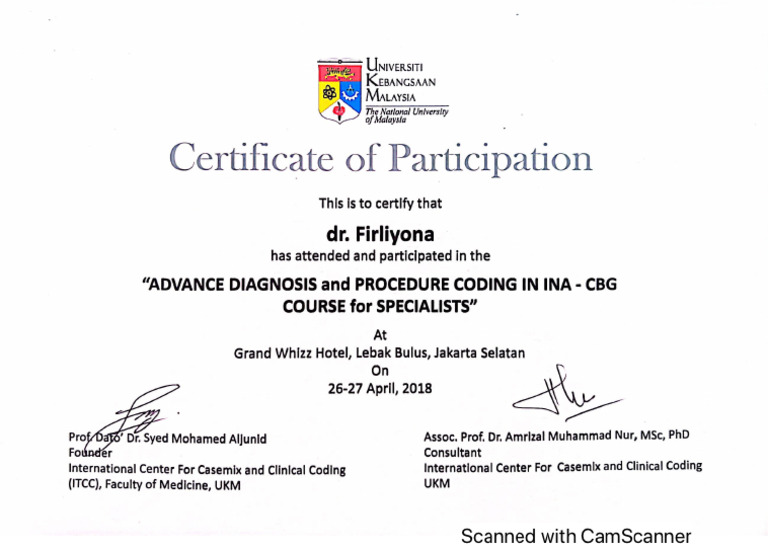 UNIVERSITI
KEBANGSAAN
MALAYSIA
The National University
of Malaysia
Certificate of Participation
This is to certify that
dr. Firliyona
has attended and participated in the
“ADVANCE DIAGNOSIS and PROCEDURE CODING IN INA - CBG
COURSE for SPECIALISTS”
At
Grand Whizz Hotel, Lebak Bulus, Jakarta Selatan
On
26-27 April, 2018
Prof. Dato’ Dr. Syed Mohamed Aljunid
Founder
International Center For Casemix and Clinical Coding
(ITCC), Faculty of Medicine, UKM
Assoc. Prof. Dr. Amrizal Muhammad Nur, MSc, PhD
Consultant
International Center For Casemix and Clinical Coding
UKM
Scanned with CamScanner